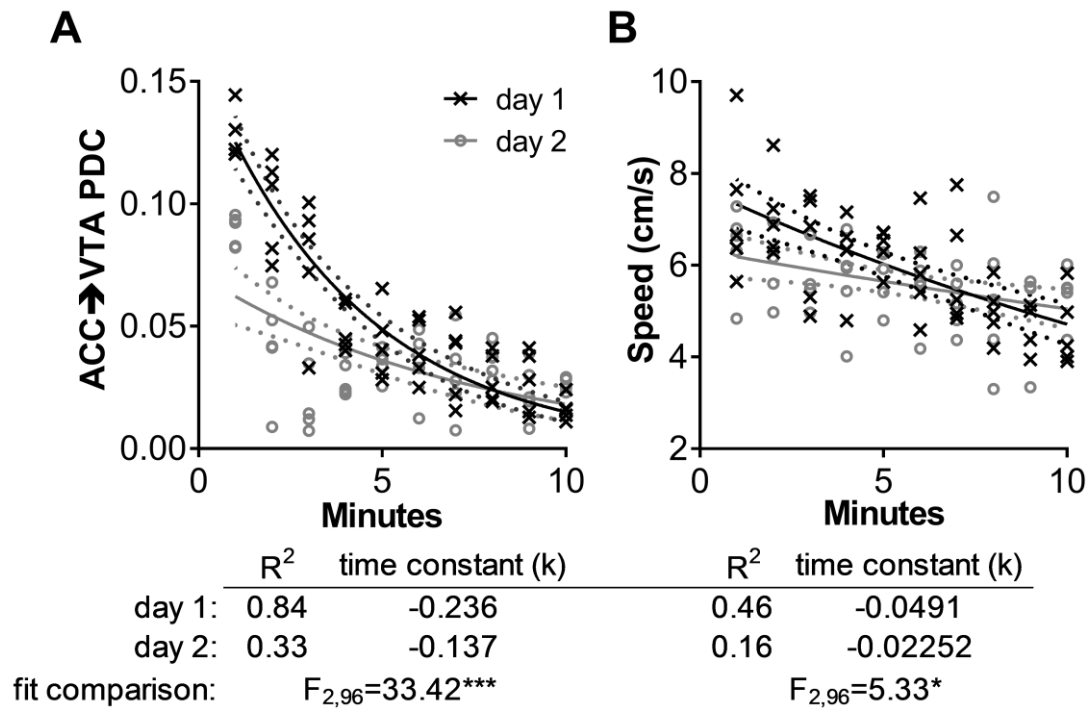 A
B
ACC➔VTA PDC
0.15
0.10
0.05
0.00
0
5
10
Minutes
day 1
day 2
Speed (cm/s)
10
8
6
4
2
0
5
10
Minutes
R² time constant (k) R² time constant (k)
day 1: 0.84 -0.236 0.46 -0.0491
day 2: 0.33 -0.137 0.16 -0.02252
fit comparison: F2,96=33.42*** F2,96=5.33*